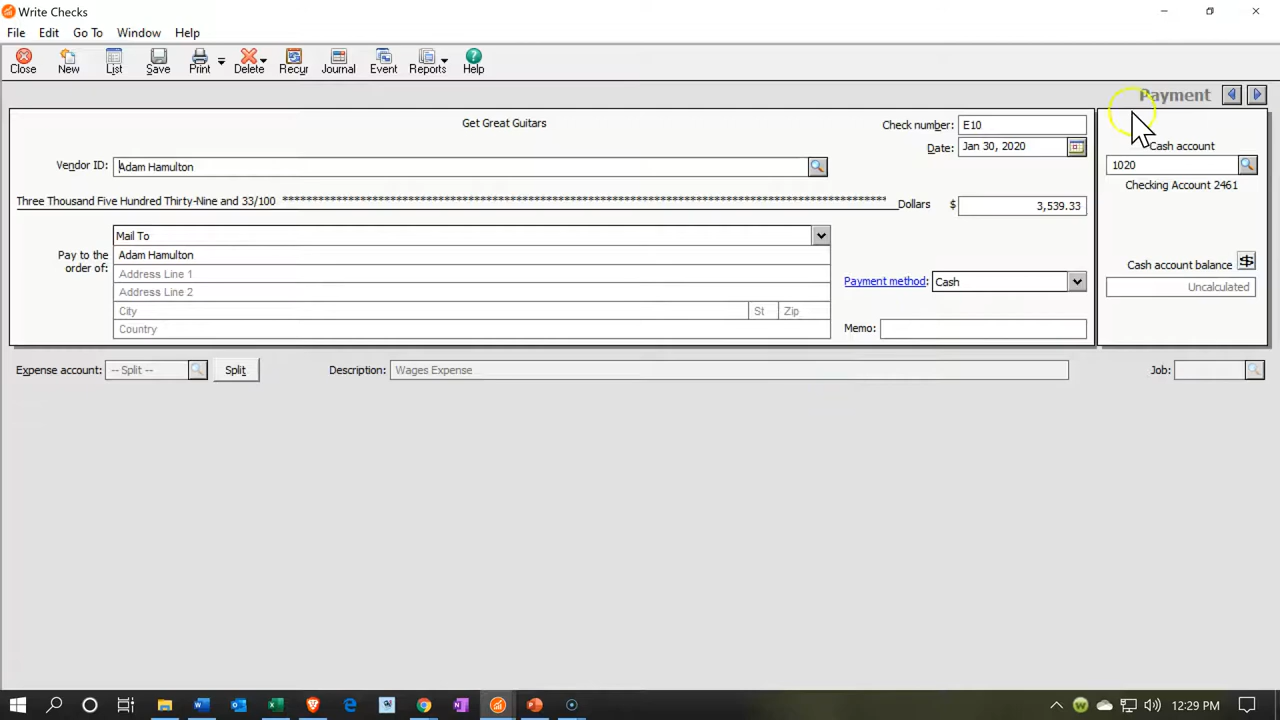 Write Checks
File Edit Go To Window Help
Close New List Save Print Delete Recur Journal Event Reports Help
Payment
Get Great Guitars
Check number: E10
Date: Jan 30, 2020
Cash account
1020
Checking Account 2461
Vendor ID: Adam Hamulton
Three Thousand Five Hundred Thirty-Nine and 33/100 ****************************************************************************************************************** Dollars $ 3,539.33
Mail To
Pay to the order of: Adam Hamulton
Address Line 1
Address Line 2
City St Zip
Country
Payment method: Cash
Memo:
Cash account balance
Uncalculated
Expense account: -- Split -- Split Description: Wages Expense Job:
12:29 PM